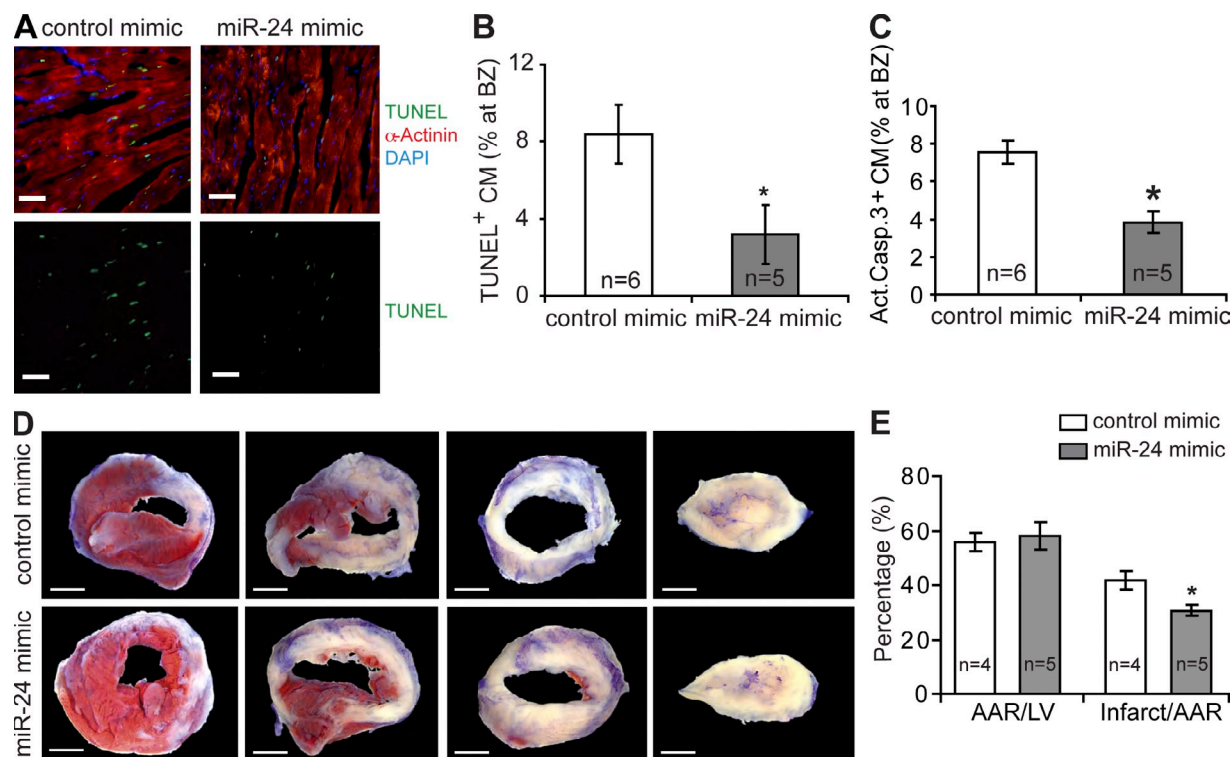 A
control mimic
miR-24 mimic
TUNEL
α-Actinin
DAPI
TUNEL
B
TUNEL+ CM (% at BZ)
12
8
4
0
*
n=6
n=5
control mimic
miR-24 mimic
C
Act.Casp.3+ CM(% at BZ)
10
8
6
4
2
0
*
n=6
n=5
control mimic
miR-24 mimic
D
control mimic
miR-24 mimic
E
control mimic
miR-24 mimic
Percentage (%)
80
60
40
20
0
*
n=4
n=5
n=4
n=5
AAR/LV
Infarct/AAR